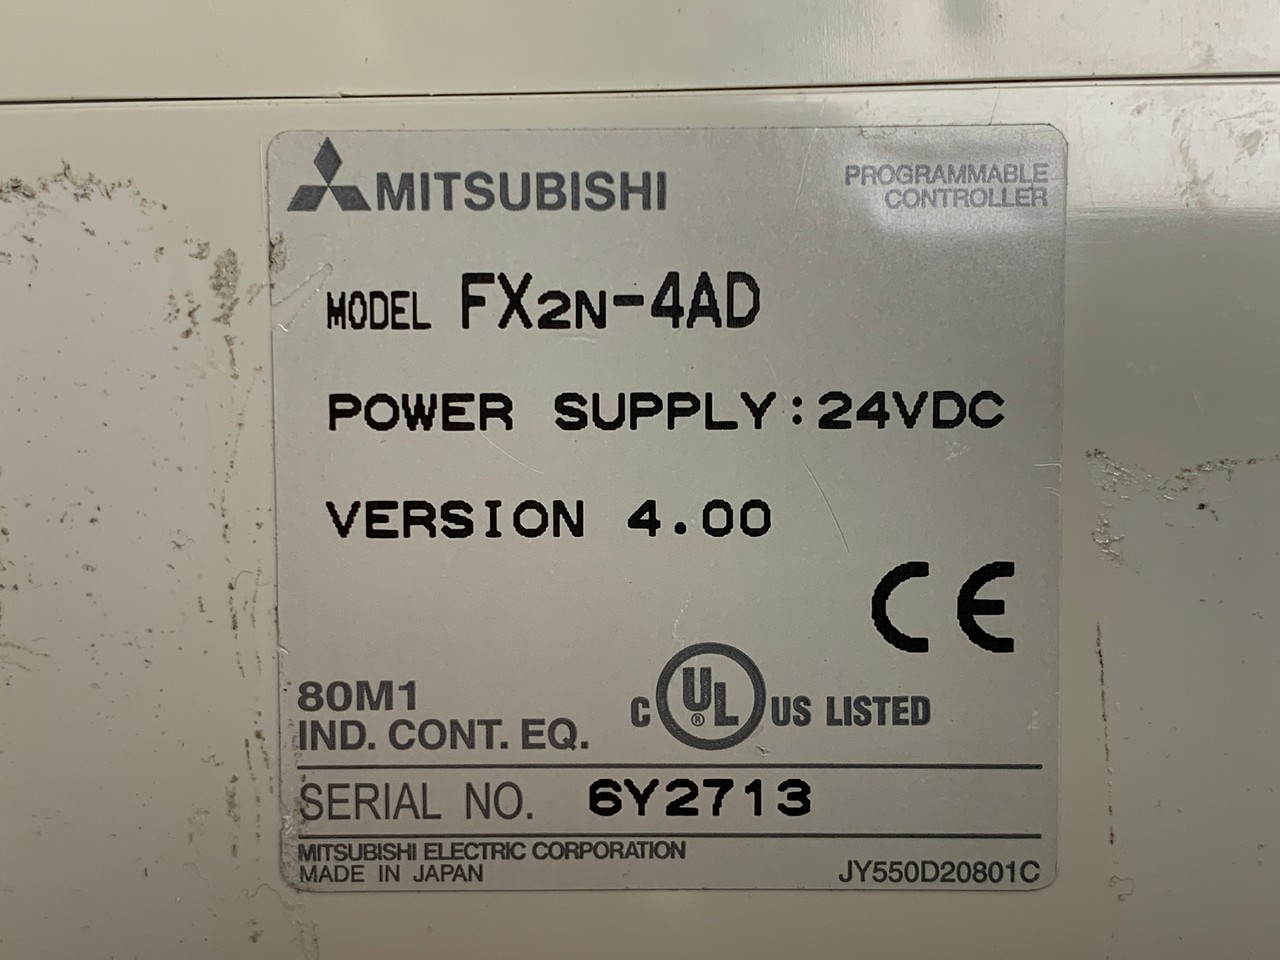 MITSUBISHI
PROGRAMMABLE
CONTROLLER
MODEL FX2N-4AD
POWER SUPPLY:24VDC
VERSION 4.00
CE
80M1
IND. CONT. EQ.
C UL® US LISTED
SERIAL NO. 6Y2713
MITSUBISHI ELECTRIC CORPORATION
MADE IN JAPAN
JY550D20801C